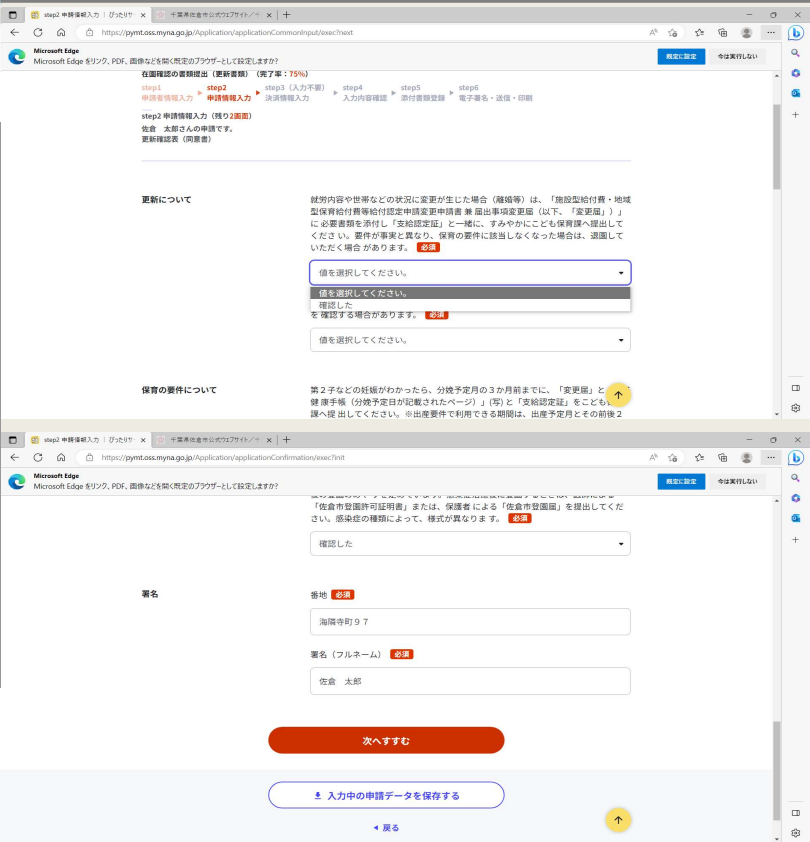 step2 申請情報入力 | ぴったりサー
千葉県佐倉市公式ウェブサイト／千
https://pymt.oss.myna.go.jp/Application/applicationCommonInput/exec?next
Microsoft Edge
Microsoft Edge をリンク、PDF、画像などを開く既定のブラウザーとして設定しますか?
既定に設定
今は実行しない
在園確認の書類提出（更新書類）（完了率：75%）
step1 step2 step3（入力不要） step4 step5 step6
申請者情報入力 申請情報入力 決済情報入力 入力内容確認 添付書類登録 電子署名・送信・印刷
step2 申請情報入力（残り2画面）
佐倉 太郎さんの申請です。
更新確認表（同意書）
更新について
就労内容や世帯などの状況に変更が生じた場合（離婚等）は、「施設型給付費・地域
型保育給付費等給付認定申請変更申請書 兼 届出事項変更届（以下、「変更届」）」
に 必要書類を添付し「支給認定証」と一緒に、すみやかにこども保育課へ提出して
くださ い。要件が事実と異なり、保育の要件に該当しなくなった場合は、退園して
いただく場合 があります。 必須
値を選択してください。
値を選択してください。
確認した
を 確認する場合があります。 必須
値を選択してください。
保育の要件について
第２子などの妊娠がわかったら、分娩予定月の３か月前までに、「変更届」と
健 康手帳（分娩予定日が記載されたページ）」(写) と「支給認定証」をこども
課へ提 出してください。※出産要件で利用できる期間は、出産予定月とその前後２
step2 申請情報入力 | ぴったりサー
千葉県佐倉市公式ウェブサイト／千
https://pymt.oss.myna.go.jp/Application/applicationConfirmation/exec?init
Microsoft Edge
Microsoft Edge をリンク、PDF、画像などを開く既定のブラウザーとして設定しますか?
既定に設定
今は実行しない
「佐倉市登園許可証明書」または、保護者 による「佐倉市登園届」を提出してくだ
さい。感染症の種類によって、様式が異なりま す。 必須
確認した
署名
番地 必須
海隣寺町９７
署名（フルネーム） 必須
佐倉 太郎
次へすすむ
入力中の申請データを保存する
戻る